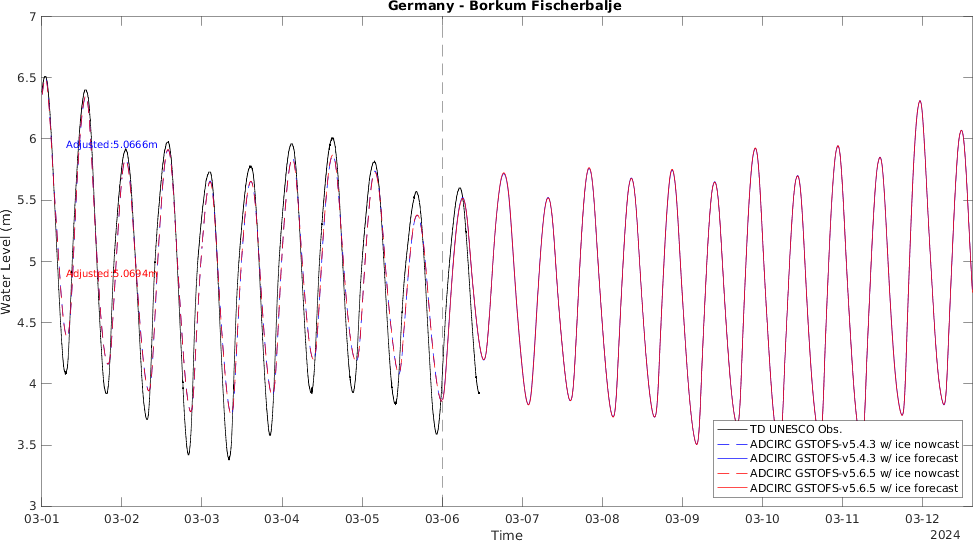 Germany - Borkum Fischerbalje
Water Level (m)
7
6.5
6
5.5
5
4.5
4
3.5
3
Adjusted:5.0666m
Adjusted:5.0694m
TD UNESCO Obs.
ADCIRC GSTOFS-v5.4.3 w/ ice nowcast
ADCIRC GSTOFS-v5.4.3 w/ ice forecast
ADCIRC GSTOFS-v5.6.5 w/ ice nowcast
ADCIRC GSTOFS-v5.6.5 w/ ice forecast
03-01 03-02 03-03 03-04 03-05 03-06 03-07 03-08 03-09 03-10 03-11 03-12
Time
2024